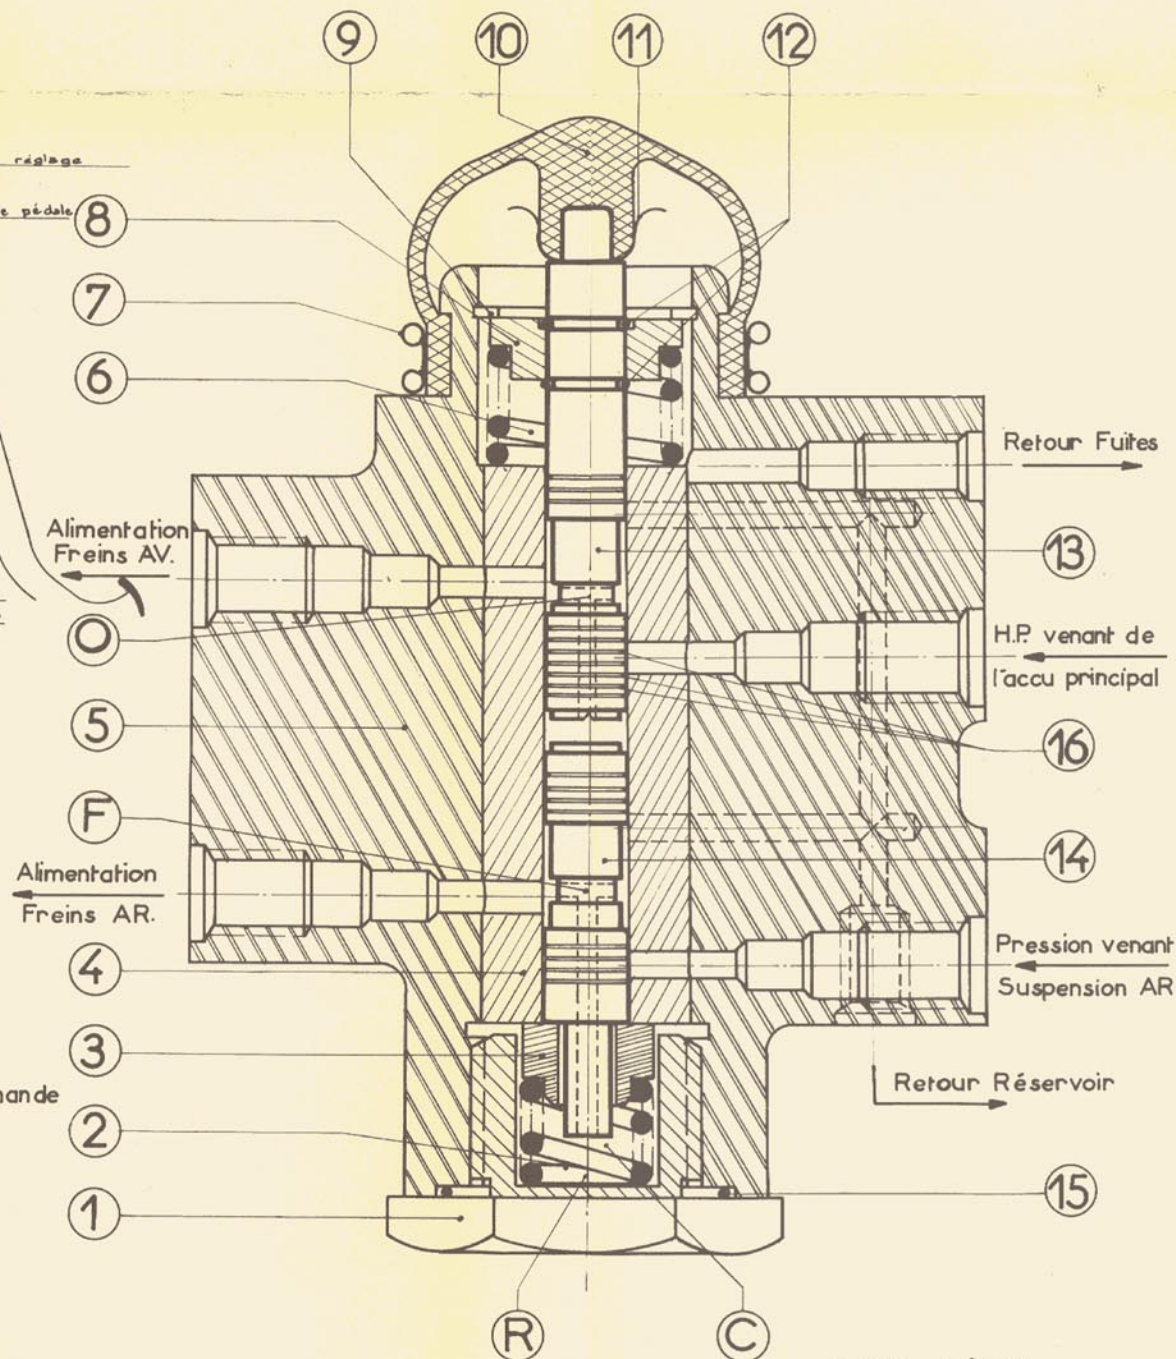 9
10
11
12
réglage
e pédale
8
7
6
Retour Fuites
Alimentation
Freins AV.
13
O
H.P. venant de
l'accu principal
5
16
F
Alimentation
Freins AR.
14
4
Pression venant
Suspension AR
3
Retour Réservoir
ande
2
15
1
R
C